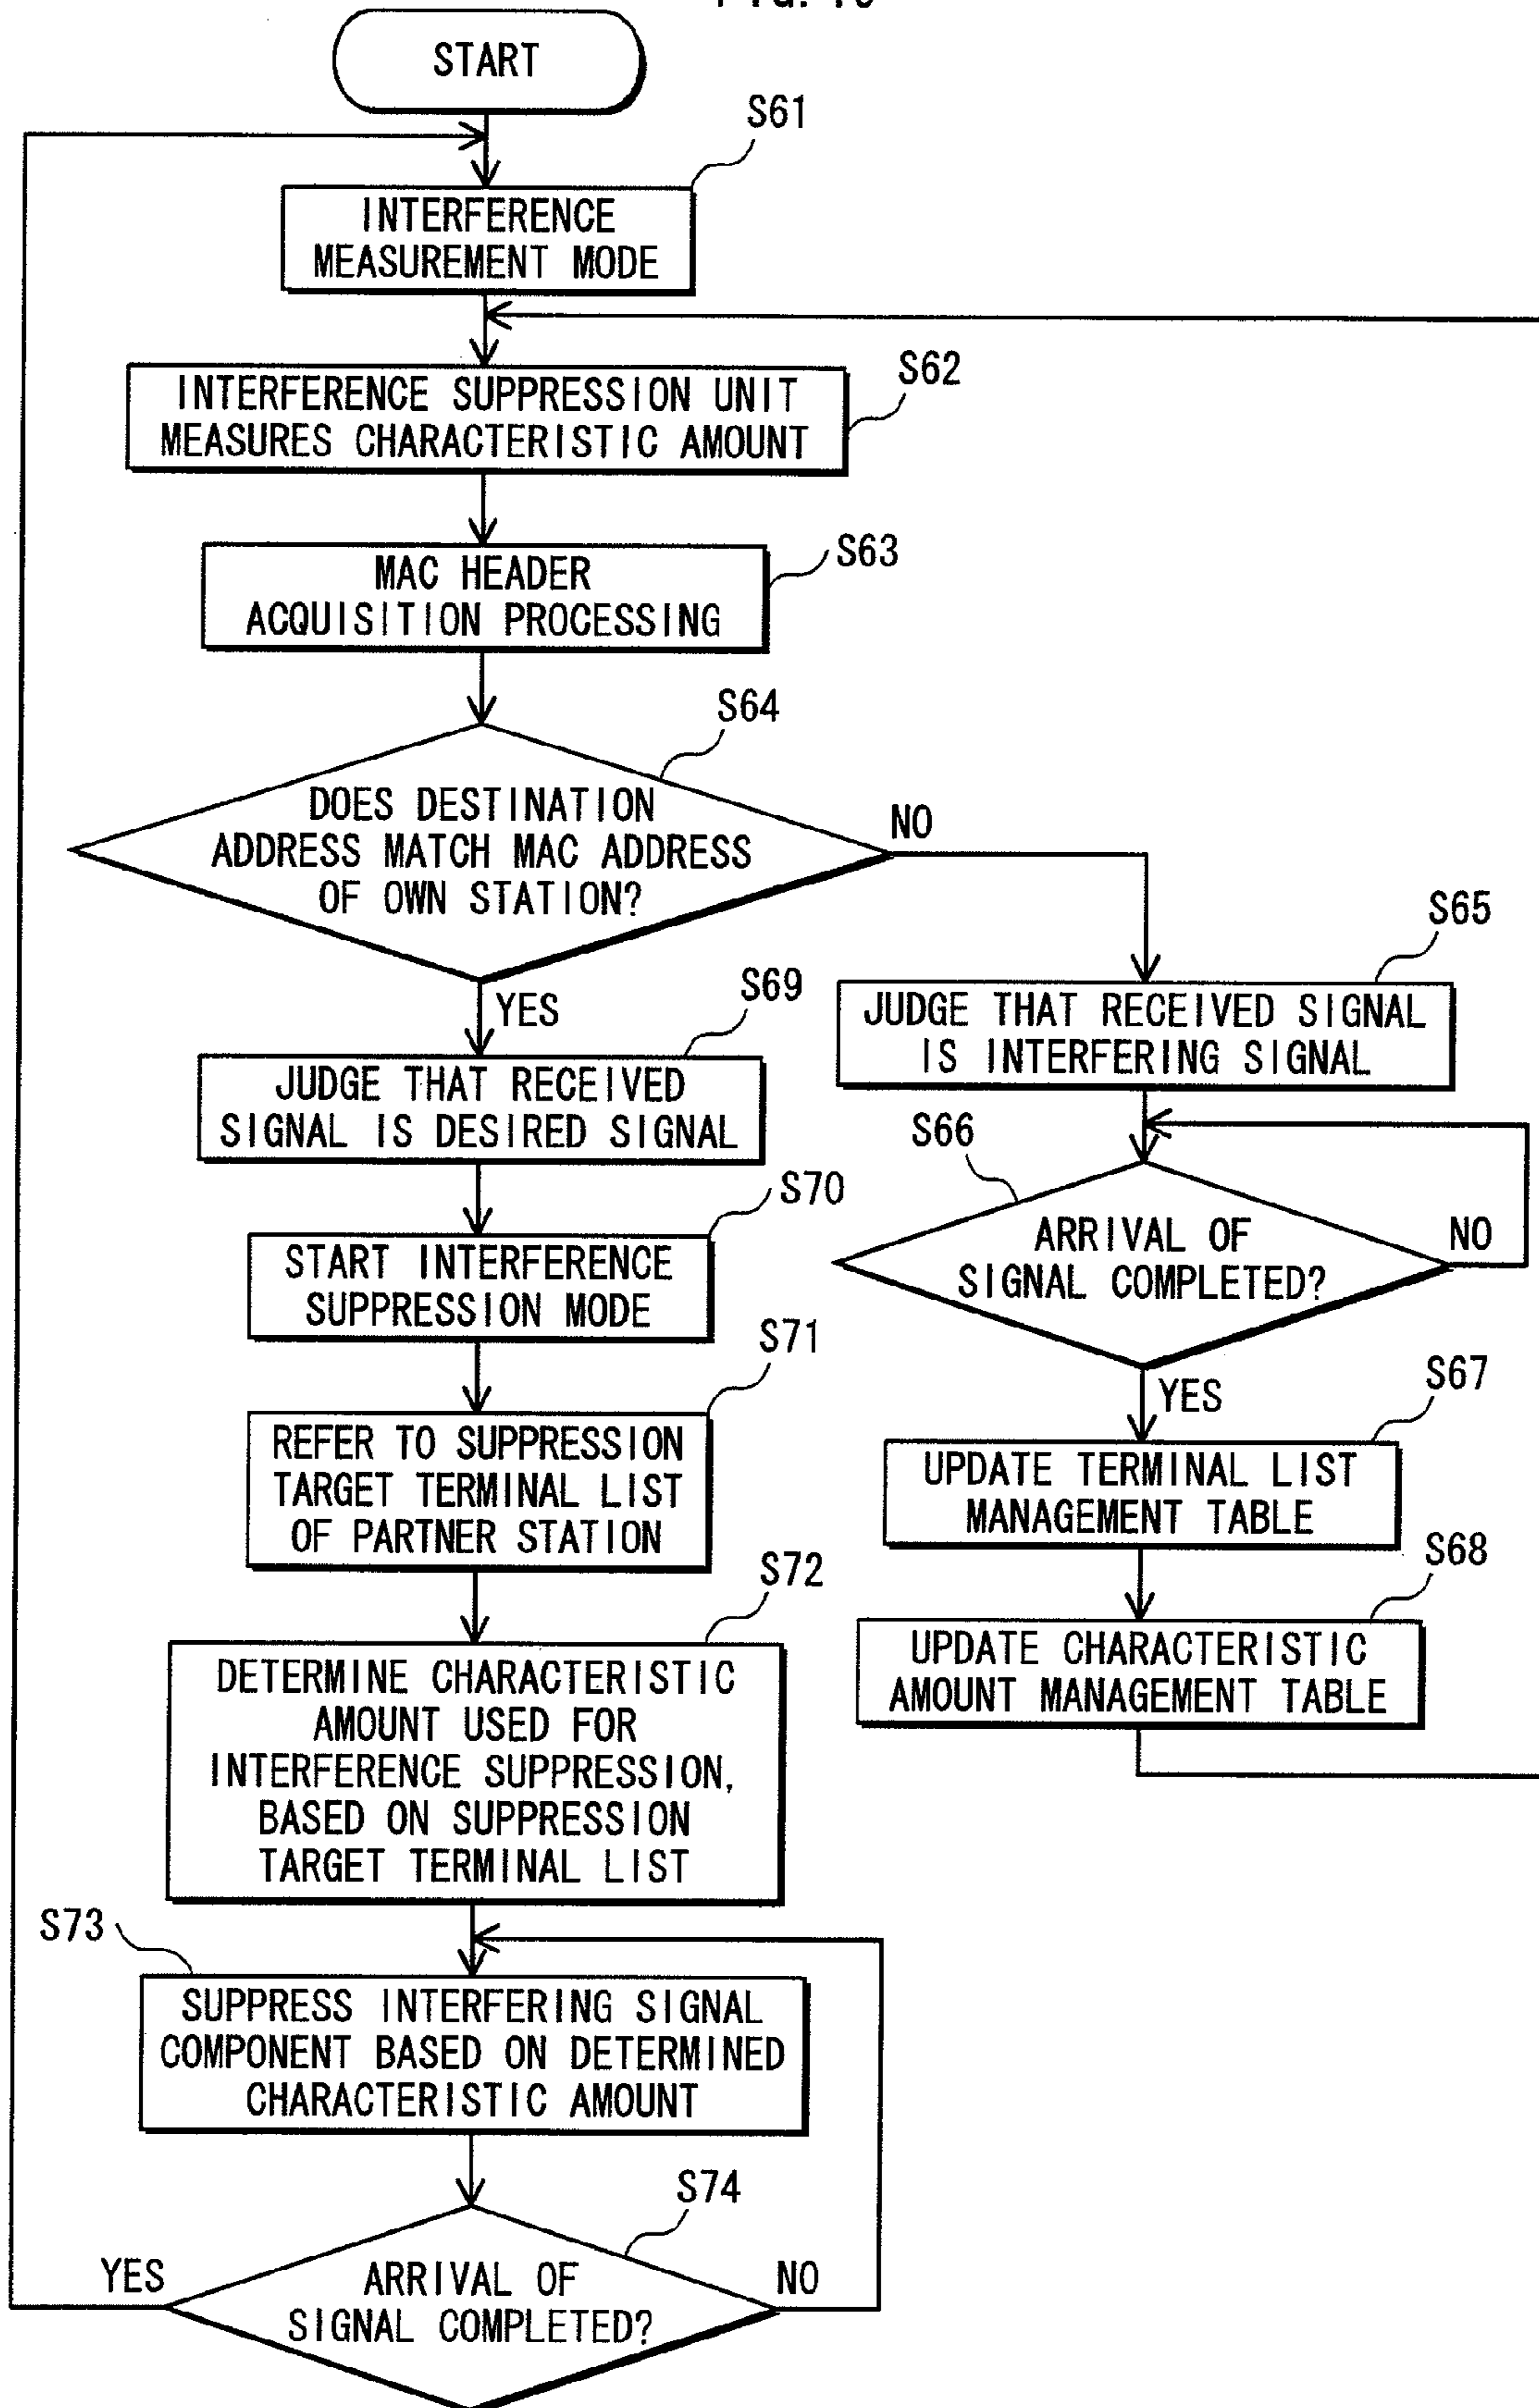 START
S61
INTERFERENCE
MEASUREMENT MODE
S62
INTERFERENCE SUPPRESSION UNIT
MEASURES CHARACTERISTIC AMOUNT
S63
MAC HEADER
ACQUISITION PROCESSING
S64
DOES DESTINATION
ADDRESS MATCH MAC ADDRESS
OF OWN STATION?
NO
YES
S65
JUDGE THAT RECEIVED SIGNAL
IS INTERFERING SIGNAL
S66
ARRIVAL OF
SIGNAL COMPLETED?
NO
YES
S67
UPDATE TERMINAL LIST
MANAGEMENT TABLE
S68
UPDATE CHARACTERISTIC
AMOUNT MANAGEMENT TABLE
S69
JUDGE THAT RECEIVED
SIGNAL IS DESIRED SIGNAL
S70
START INTERFERENCE
SUPPRESSION MODE
S71
REFER TO SUPPRESSION
TARGET TERMINAL LIST
OF PARTNER STATION
S72
DETERMINE CHARACTERISTIC
AMOUNT USED FOR
INTERFERENCE SUPPRESSION,
BASED ON SUPPRESSION
TARGET TERMINAL LIST
S73
SUPPRESS INTERFERING SIGNAL
COMPONENT BASED ON DETERMINED
CHARACTERISTIC AMOUNT
S74
ARRIVAL OF
SIGNAL COMPLETED?
YES
NO